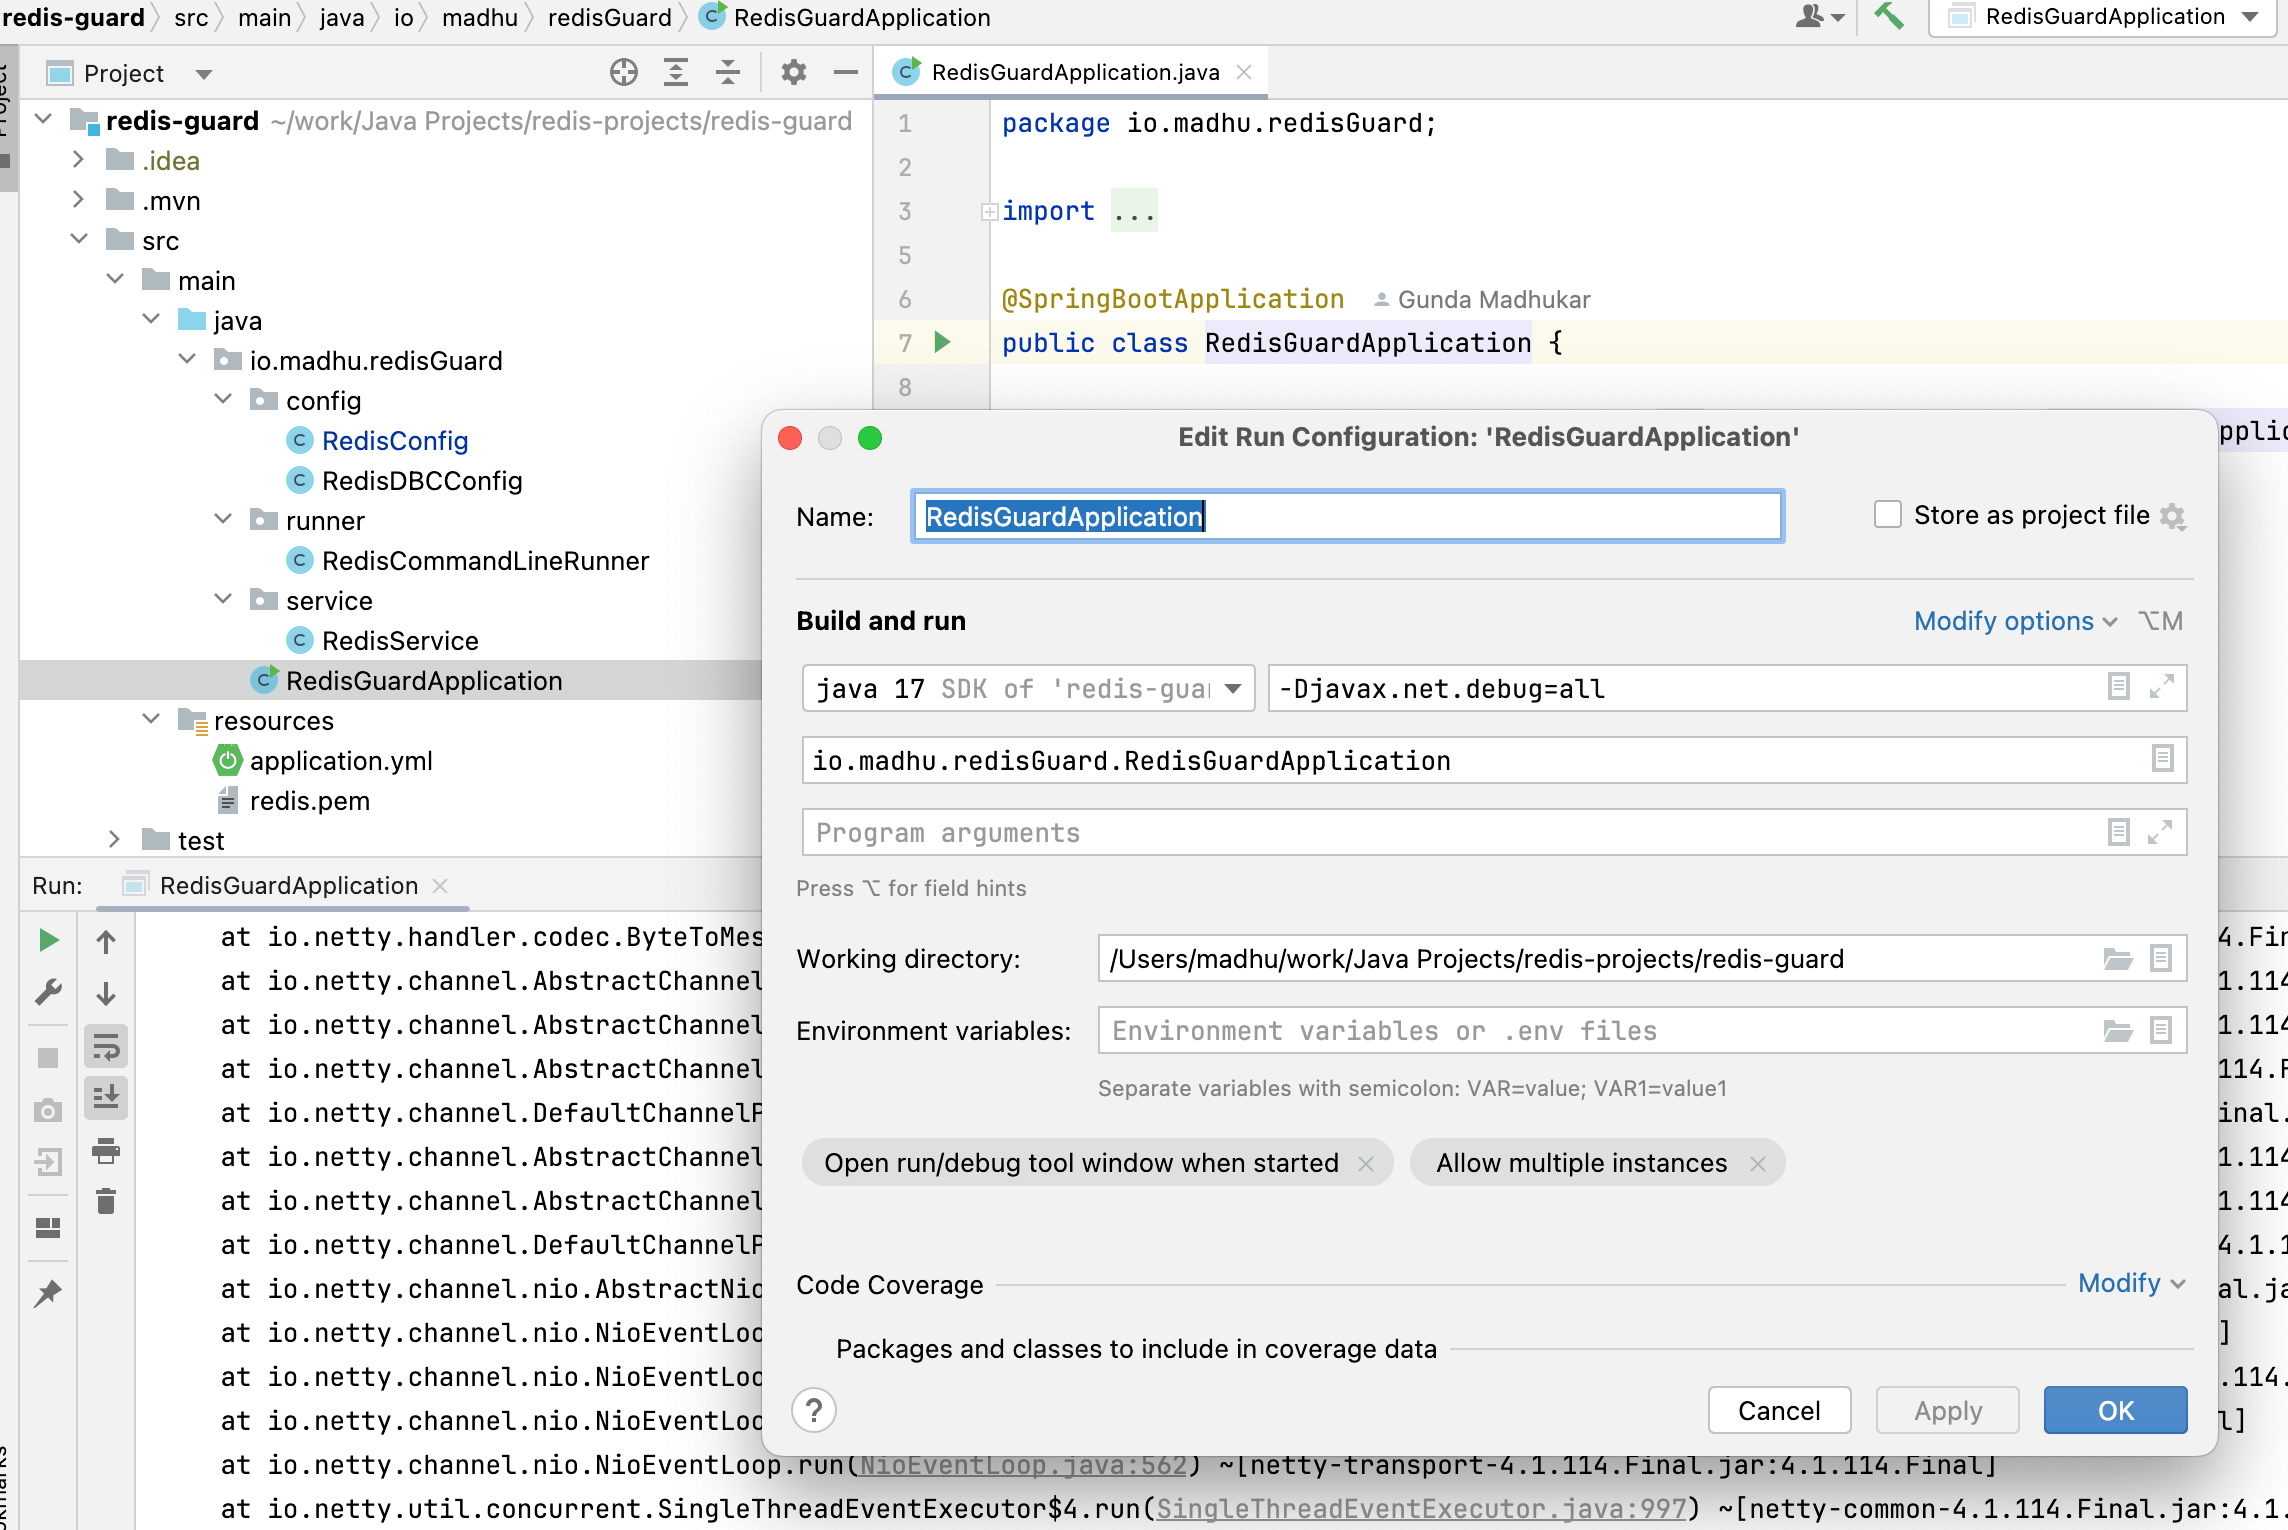 redis-guard src main java io madhu redisGuard RedisGuardApplication
RedisGuardApplication
Project
RedisGuardApplication.java
redis-guard ~/work/Java Projects/redis-projects/redis-guard
.idea
.mvn
src
main
java
io.madhu.redisGuard
config
RedisConfig
RedisDBCConfig
runner
RedisCommandLineRunner
service
RedisService
RedisGuardApplication
resources
application.yml
redis.pem
test
1 package io.madhu.redisGuard;
2
3 import ...
5
6 @SpringBootApplication Gunda Madhukar
7 public class RedisGuardApplication {
8
Edit Run Configuration: 'RedisGuardApplication'
Name: RedisGuardApplication
Store as project file
Build and run
Modify options ⌥M
java 17 SDK of 'redis-guar
-Djavax.net.debug=all
io.madhu.redisGuard.RedisGuardApplication
Program arguments
Press ⌥ for field hints
Working directory: /Users/madhu/work/Java Projects/redis-projects/redis-guard
Environment variables: Environment variables or .env files
Separate variables with semicolon: VAR=value; VAR1=value1
Open run/debug tool window when started
Allow multiple instances
Code Coverage
Modify
Packages and classes to include in coverage data
?
Cancel
Apply
OK
Run: RedisGuardApplication
at io.netty.handler.codec.ByteToMes
at io.netty.channel.AbstractChannel
at io.netty.channel.AbstractChannel
at io.netty.channel.AbstractChannel
at io.netty.channel.DefaultChannelP
at io.netty.channel.AbstractChannel
at io.netty.channel.AbstractChannel
at io.netty.channel.DefaultChannelP
at io.netty.channel.nio.AbstractNio
at io.netty.channel.nio.NioEventLoo
at io.netty.channel.nio.NioEventLoo
at io.netty.channel.nio.NioEventLoo
at io.netty.channel.nio.NioEventLoop.run(NioEventLoop.java:562) ~[netty-transport-4.1.114.Final.jar:4.1.114.Final]
at io.netty.util.concurrent.SingleThreadEventExecutor$4.run(SingleThreadEventExecutor.java:997) ~[netty-common-4.1.114.Final.jar:4.1.